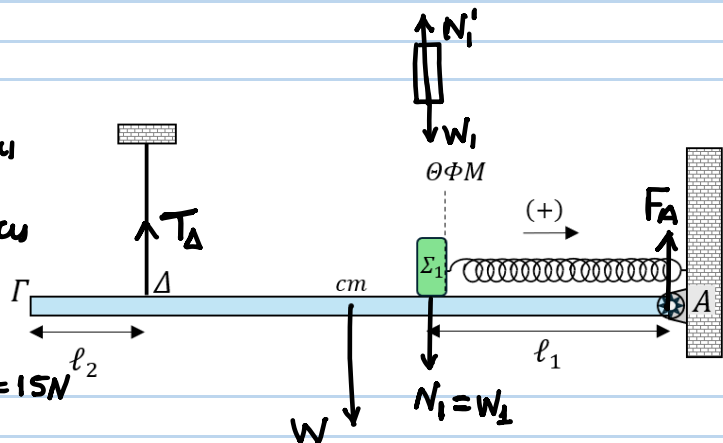 N₁'
W₁
ΘΦΜ
(+)
F_A
T_Δ
Σ₁
Γ
Δ
cm
A
ℓ₂
ℓ₁
= 15N
N₁ = W₁
W